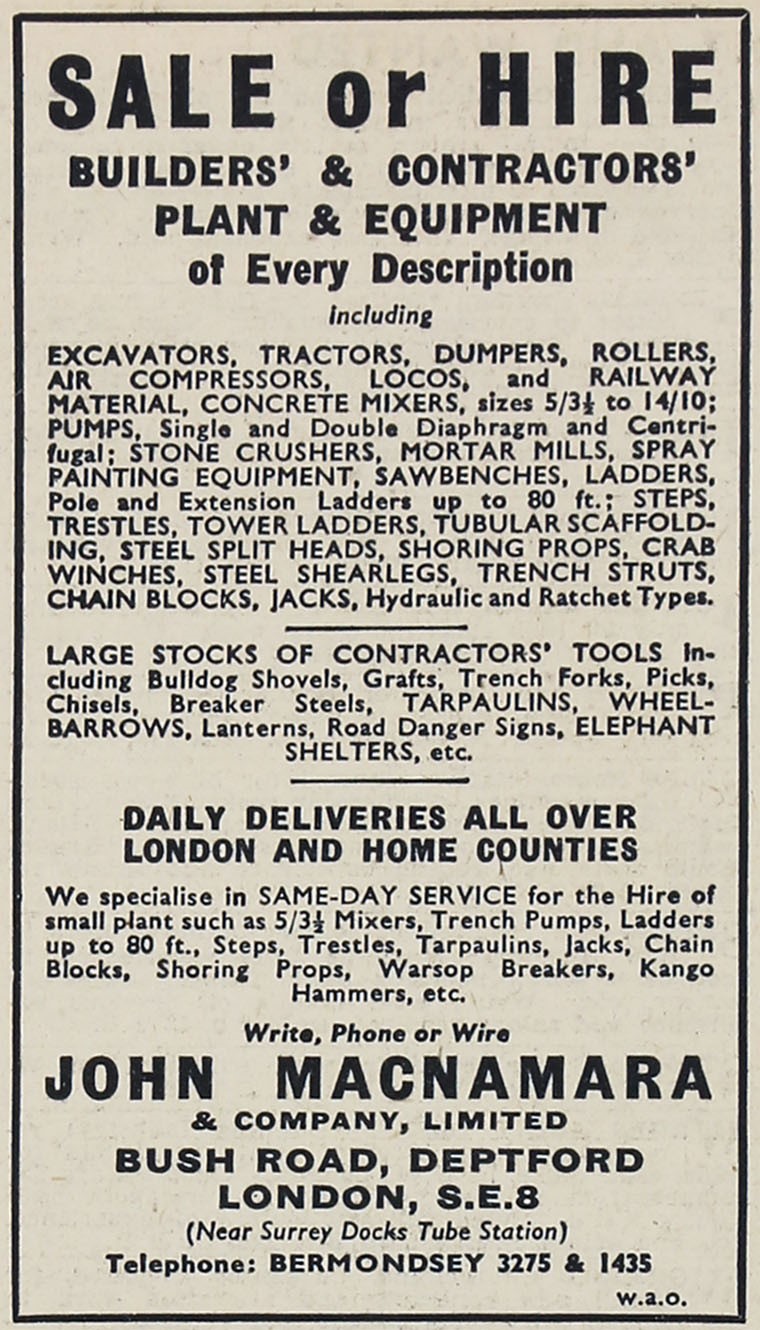 SALE or HIRE
BUILDERS' & CONTRACTORS'
PLANT & EQUIPMENT
of Every Description
including
EXCAVATORS, TRACTORS, DUMPERS, ROLLERS,
AIR COMPRESSORS, LOCOS, and RAILWAY
MATERIAL, CONCRETE MIXERS, sizes 5/3½ to 14/10;
PUMPS, Single and Double Diaphragm and Centri-
fugal; STONE CRUSHERS, MORTAR MILLS, SPRAY
PAINTING EQUIPMENT, SAWBENCHES, LADDERS,
Pole and Extension Ladders up to 80 ft.; STEPS,
TRESTLES, TOWER LADDERS, TUBULAR SCAFFOLD-
ING, STEEL SPLIT HEADS, SHORING PROPS, CRAB
WINCHES, STEEL SHEARLEGS, TRENCH STRUTS,
CHAIN BLOCKS, JACKS, Hydraulic and Ratchet Types.
LARGE STOCKS OF CONTRACTORS' TOOLS In-
cluding Bulldog Shovels, Grafts, Trench Forks, Picks,
Chisels, Breaker Steels, TARPAULINS, WHEEL-
BARROWS, Lanterns, Road Danger Signs, ELEPHANT
SHELTERS, etc.
DAILY DELIVERIES ALL OVER
LONDON AND HOME COUNTIES
We specialise in SAME-DAY SERVICE for the Hire of
small plant such as 5/3½ Mixers, Trench Pumps, Ladders
up to 80 ft., Steps, Trestles, Tarpaulins, Jacks, Chain
Blocks, Shoring Props, Warsop Breakers, Kango
Hammers, etc.
Write, Phone or Wire
JOHN MACNAMARA
& COMPANY, LIMITED
BUSH ROAD, DEPTFORD
LONDON, S.E.8
(Near Surrey Docks Tube Station)
Telephone: BERMONDSEY 3275 & 1435
w.a.o.